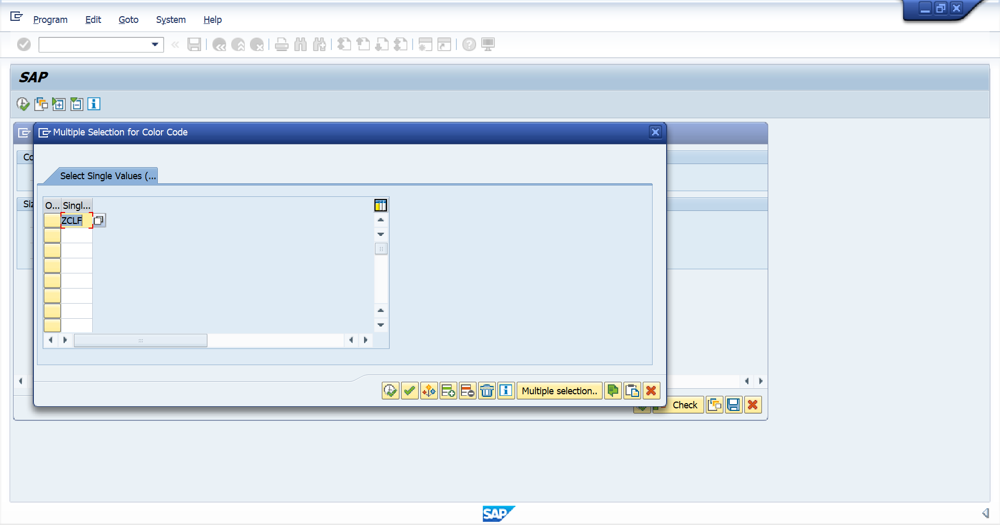 Program Edit Goto System Help
SAP
Multiple Selection for Color Code
Co
Select Single Values (...
Siz
O... Singl...
ZCLF
Multiple selection..
Check
SAP